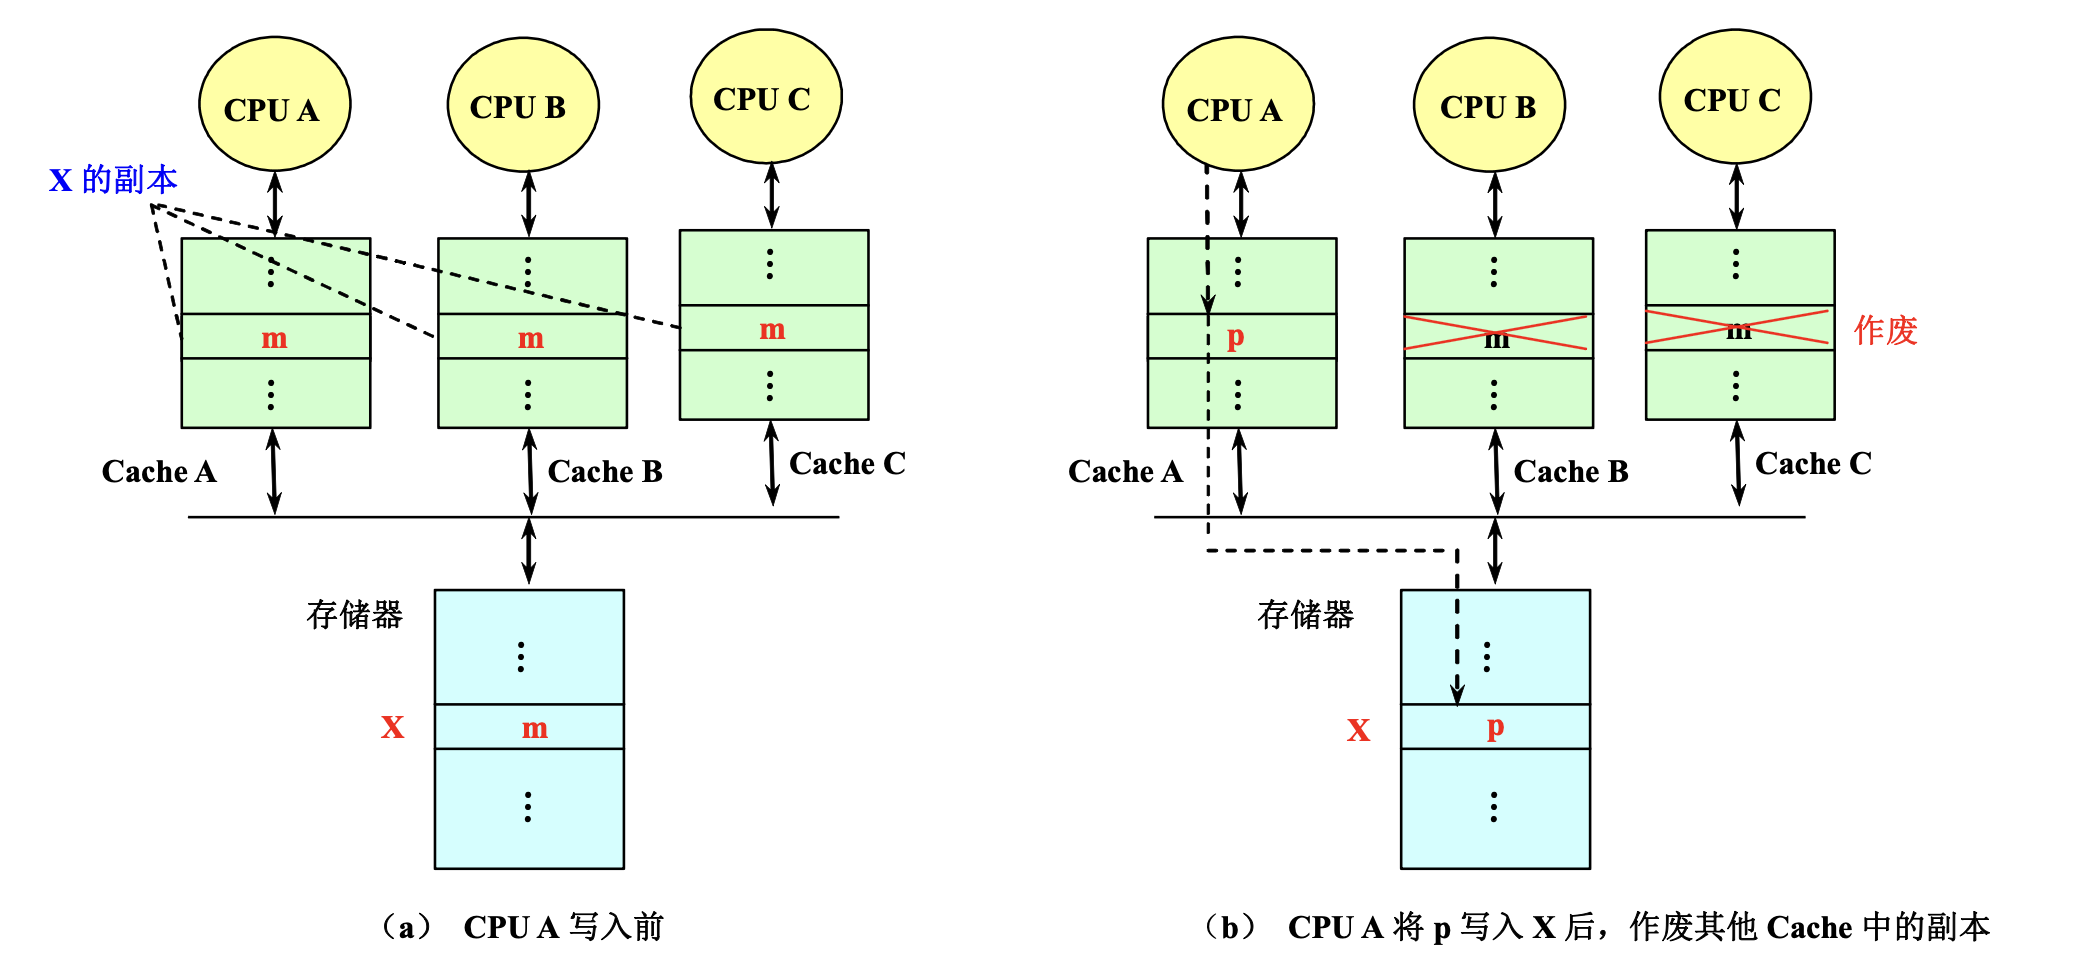 CPU A
CPU B
CPU C
X 的副本
m
m
m
Cache A
Cache B
Cache C
存储器
X
m
（a） CPU A 写入前
CPU A
CPU B
CPU C
p
m
m
作废
Cache A
Cache B
Cache C
存储器
X
p
（b） CPU A 将 p 写入 X 后，作废其他 Cache 中的副本